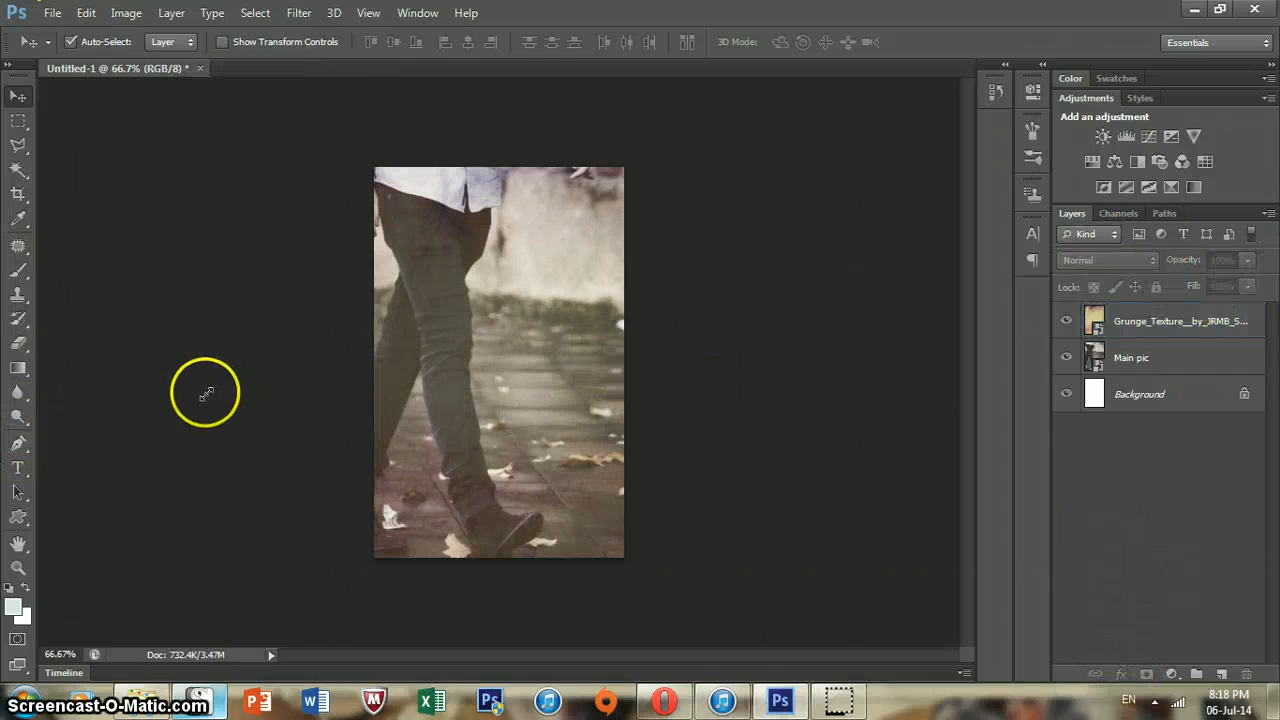 Ps File Edit Image Layer Type Select Filter 3D View Window Help
Auto-Select: Layer Show Transform Controls 3D Mode: Essentials
Untitled-1 @ 66.7% (RGB/8) * ×
Color Swatches
Adjustments Styles
Add an adjustment
Layers Channels Paths
Kind
Normal Opacity: 100%
Lock: Fill: 100%
Grunge_Texture__by_JRMB_S...
Main pic
Background
T
66.67% Doc: 732.4K/3.47M
Timeline
Screencast-O-Matic.com
EN 8:18 PM
06-Jul-14